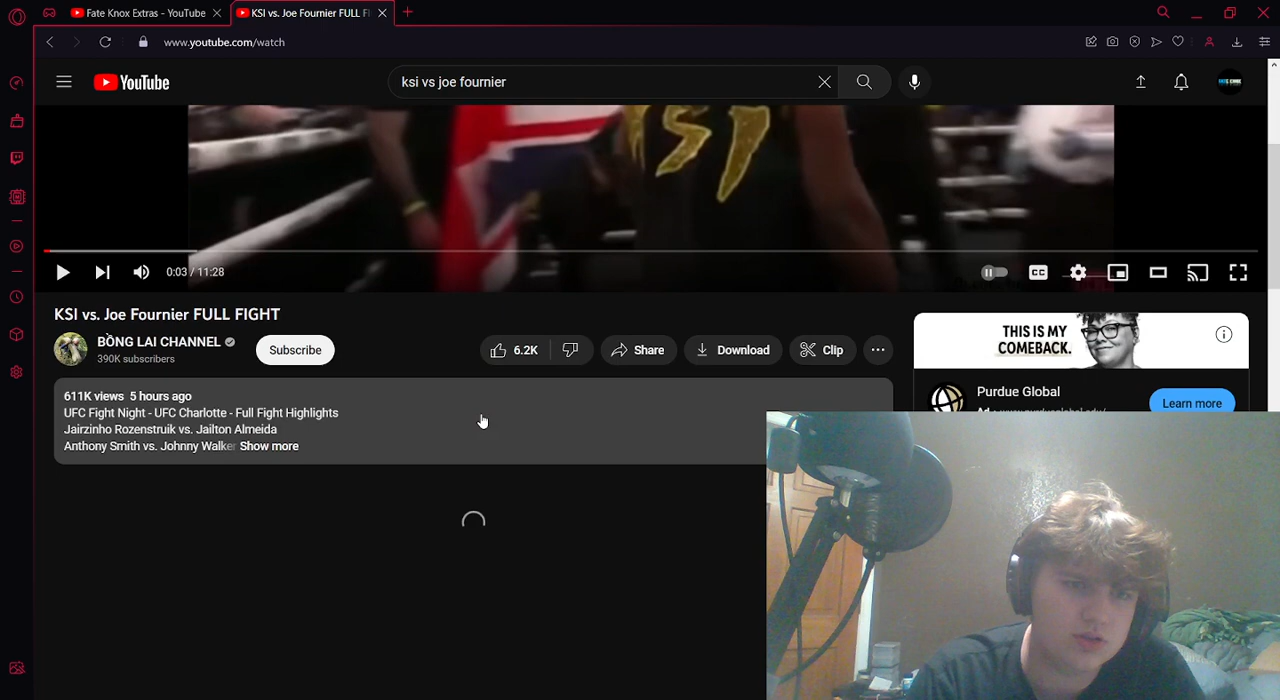 Fate Knox Extras - YouTube
KSI vs. Joe Fournier FULL FI
www.youtube.com/watch
YouTube
ksi vs joe fournier
KSI
0:03 / 11:28
CC
KSI vs. Joe Fournier FULL FIGHT
BỒNG LAI CHANNEL
390K subscribers
Subscribe
6.2K
Share
Download
Clip
THIS IS MY
COMEBACK.
Purdue Global
Learn more
611K views 5 hours ago
UFC Fight Night - UFC Charlotte - Full Fight Highlights
Jairzinho Rozenstruik vs. Jailton Almeida
Anthony Smith vs. Johnny Walker Show more